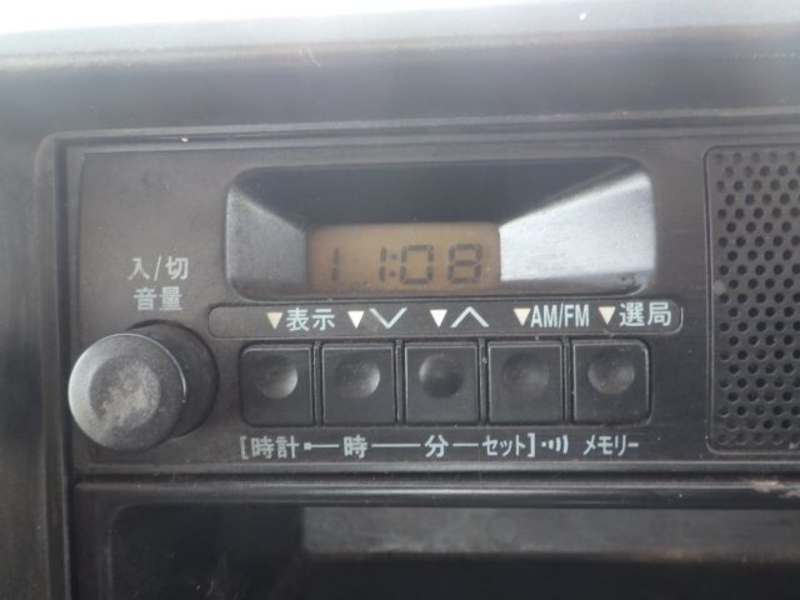 11:08
入/切
音量
▼表示 ▼∨ ▼∧ ▼AM/FM ▼選局
[時計 時 分 セット] メモリー